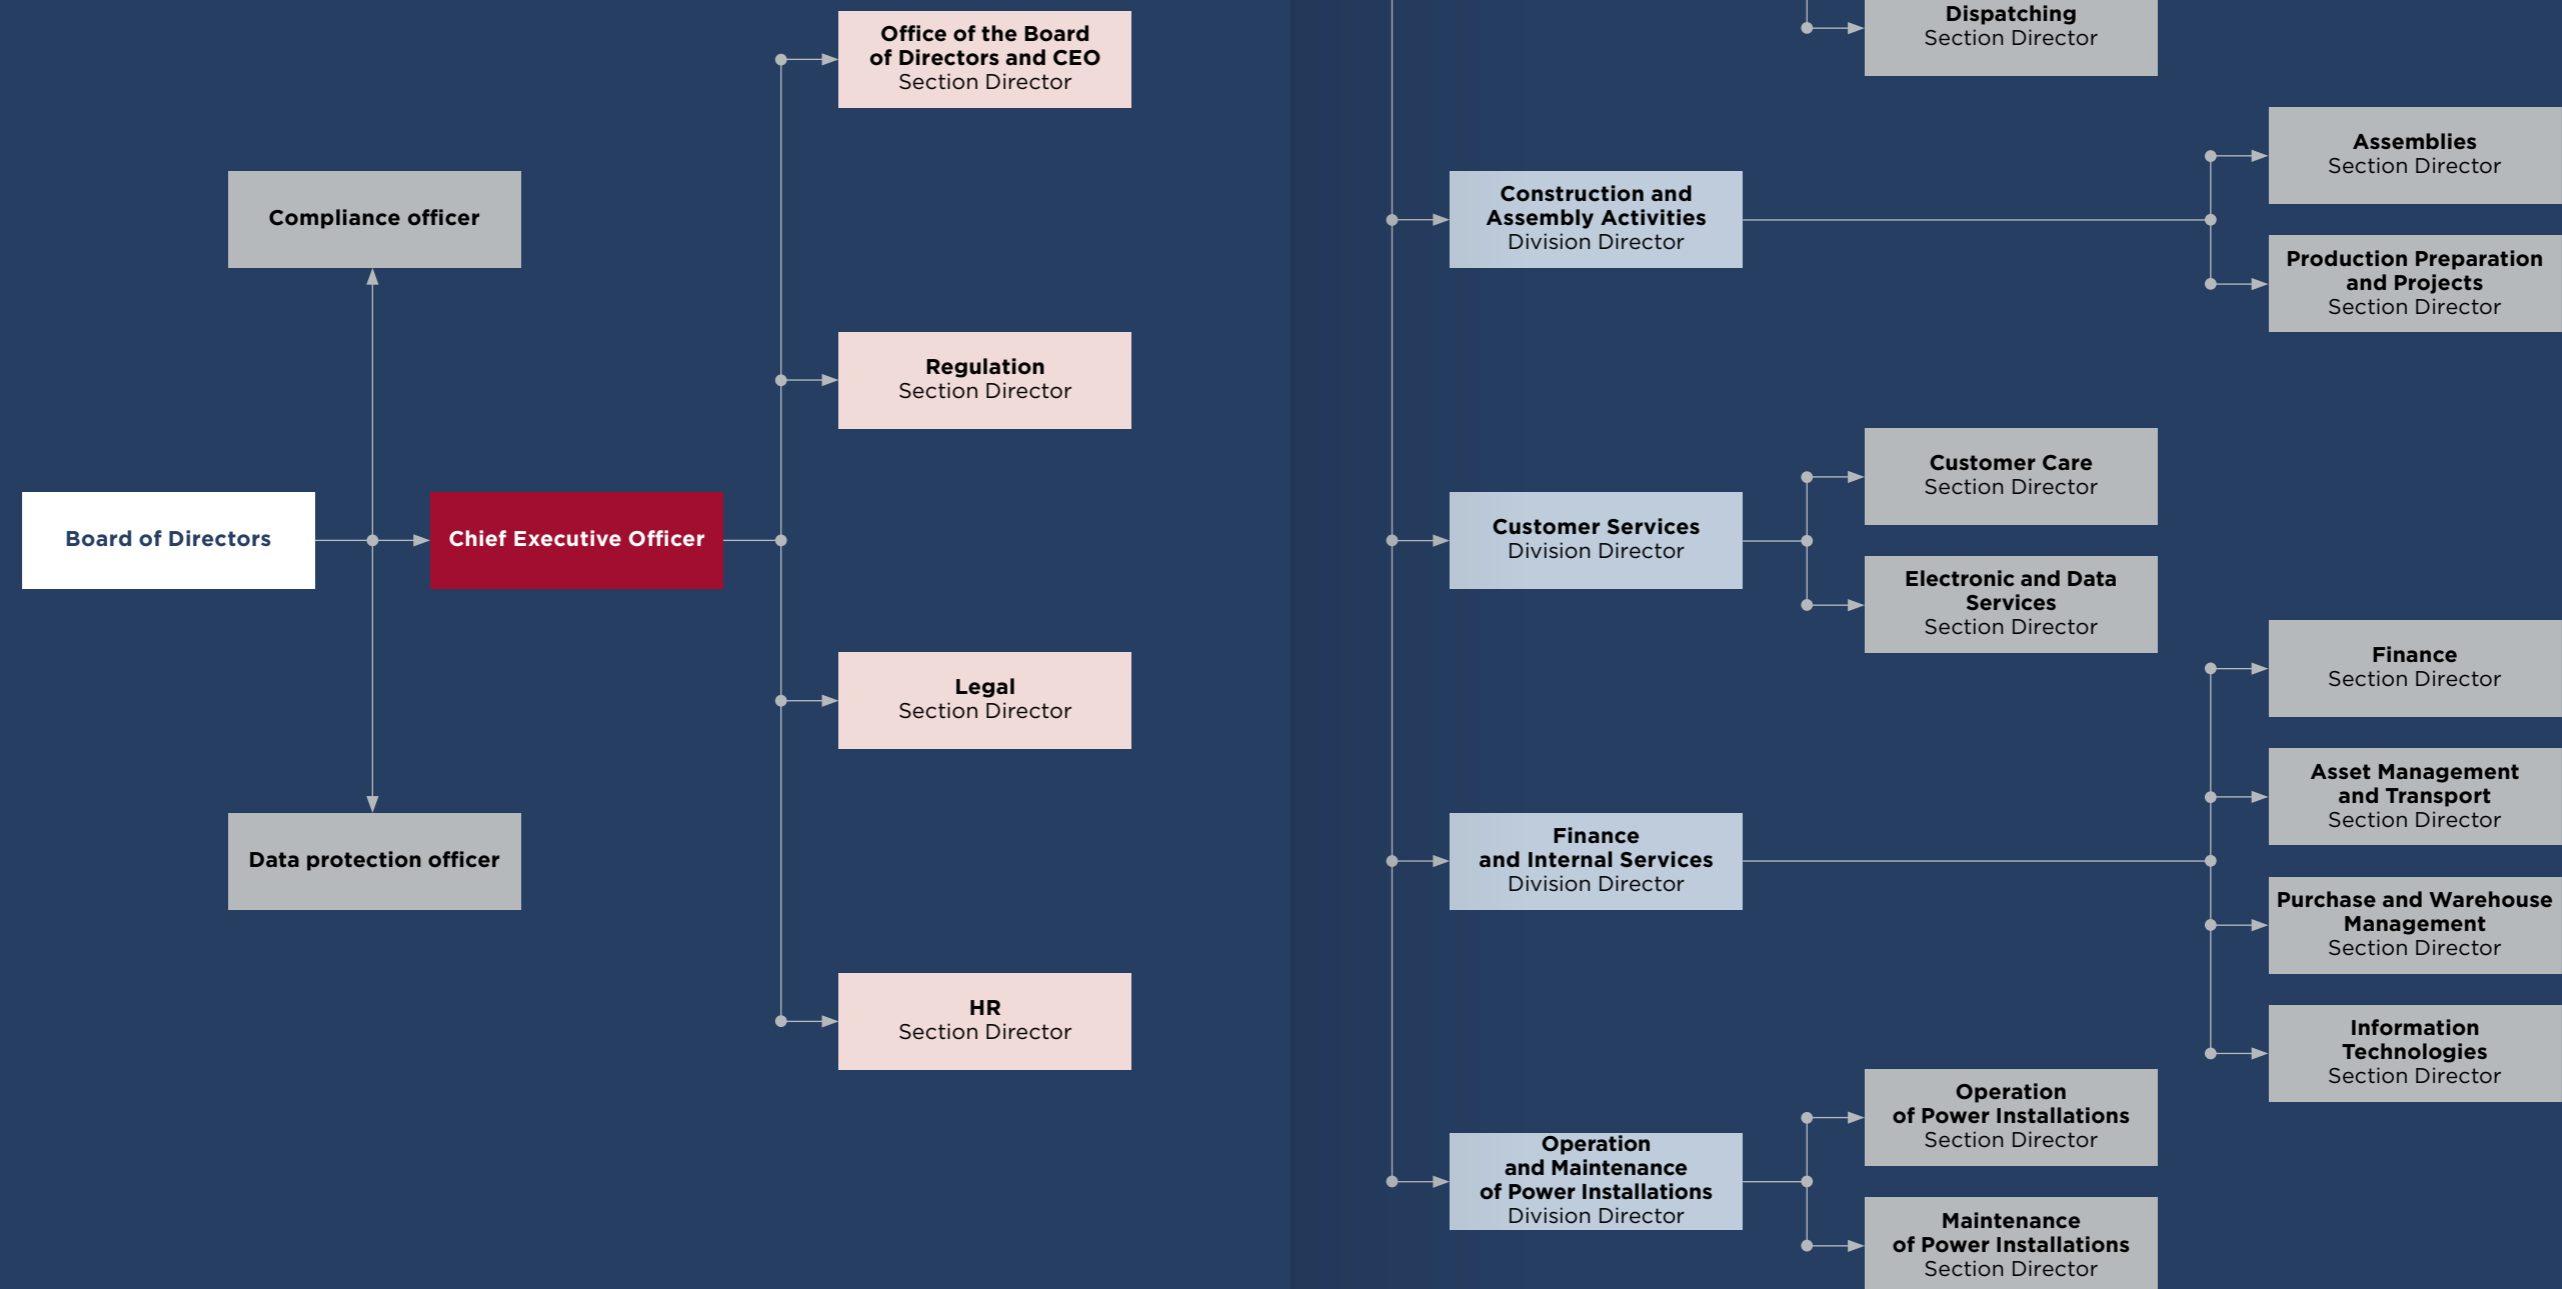 Office of the Board
of Directors and CEO
Section Director
Compliance officer
Regulation
Section Director
Board of Directors
Chief Executive Officer
Legal
Section Director
Data protection officer
HR
Section Director
Dispatching
Section Director
Construction and
Assembly Activities
Division Director
Assemblies
Section Director
Production Preparation
and Projects
Section Director
Customer Services
Division Director
Customer Care
Section Director
Electronic and Data
Services
Section Director
Finance
and Internal Services
Division Director
Finance
Section Director
Asset Management
and Transport
Section Director
Purchase and Warehouse
Management
Section Director
Information
Technologies
Section Director
Operation
and Maintenance
of Power Installations
Division Director
Operation
of Power Installations
Section Director
Maintenance
of Power Installations
Section Director